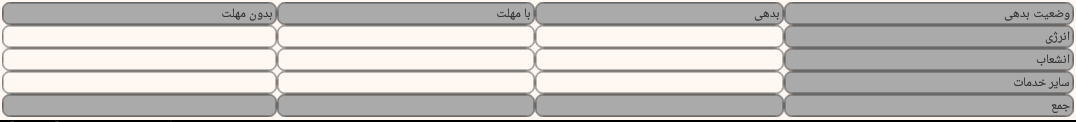 وضعیت بدهی بدهی با مهلت بدون مهلت
انرژی
انشعاب
سایر خدمات
جمع